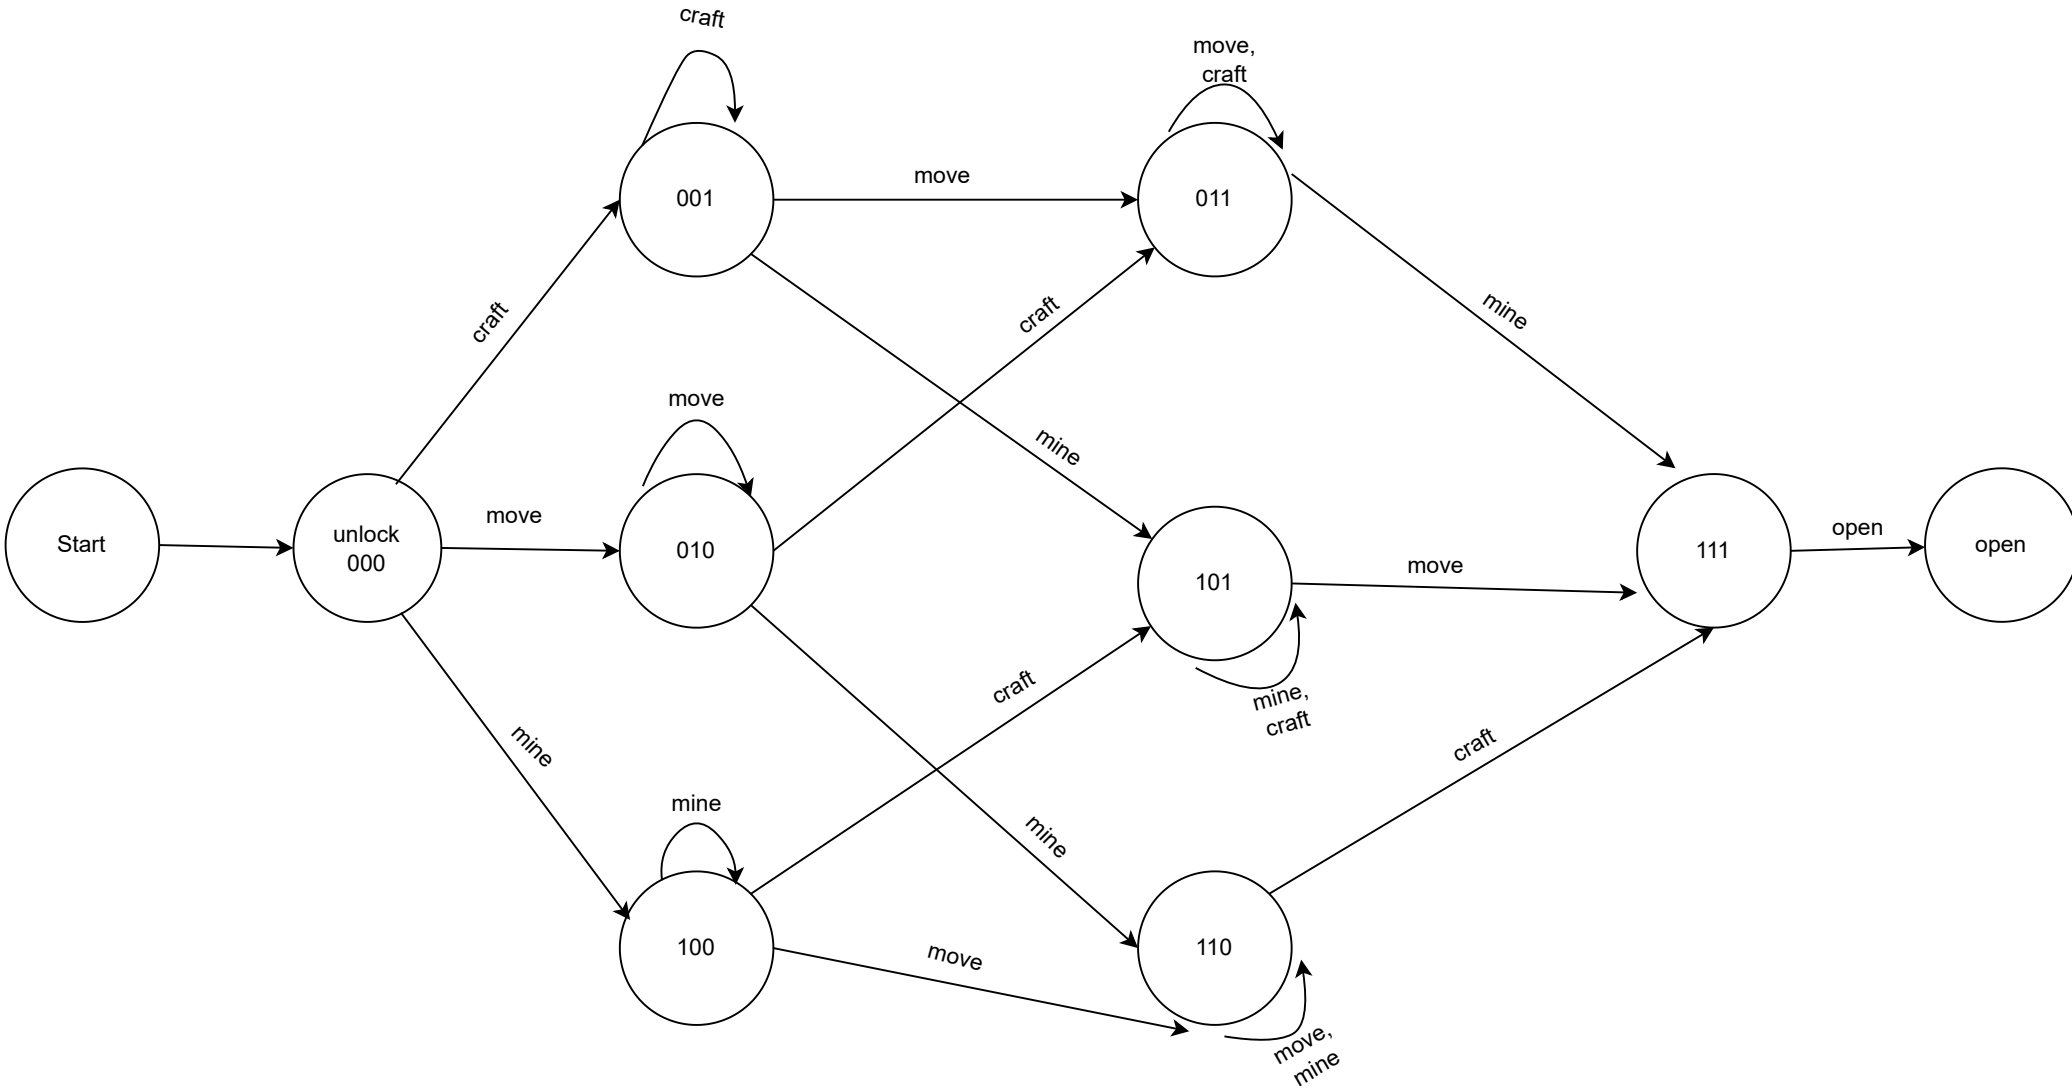 craft
move,
craft
001
move
011
craft
mine
craft
move
mine
Start
unlock
000
move
010
101
move
111
open
open
mine
craft
mine,
craft
craft
mine
mine
100
move
110
move,
mine